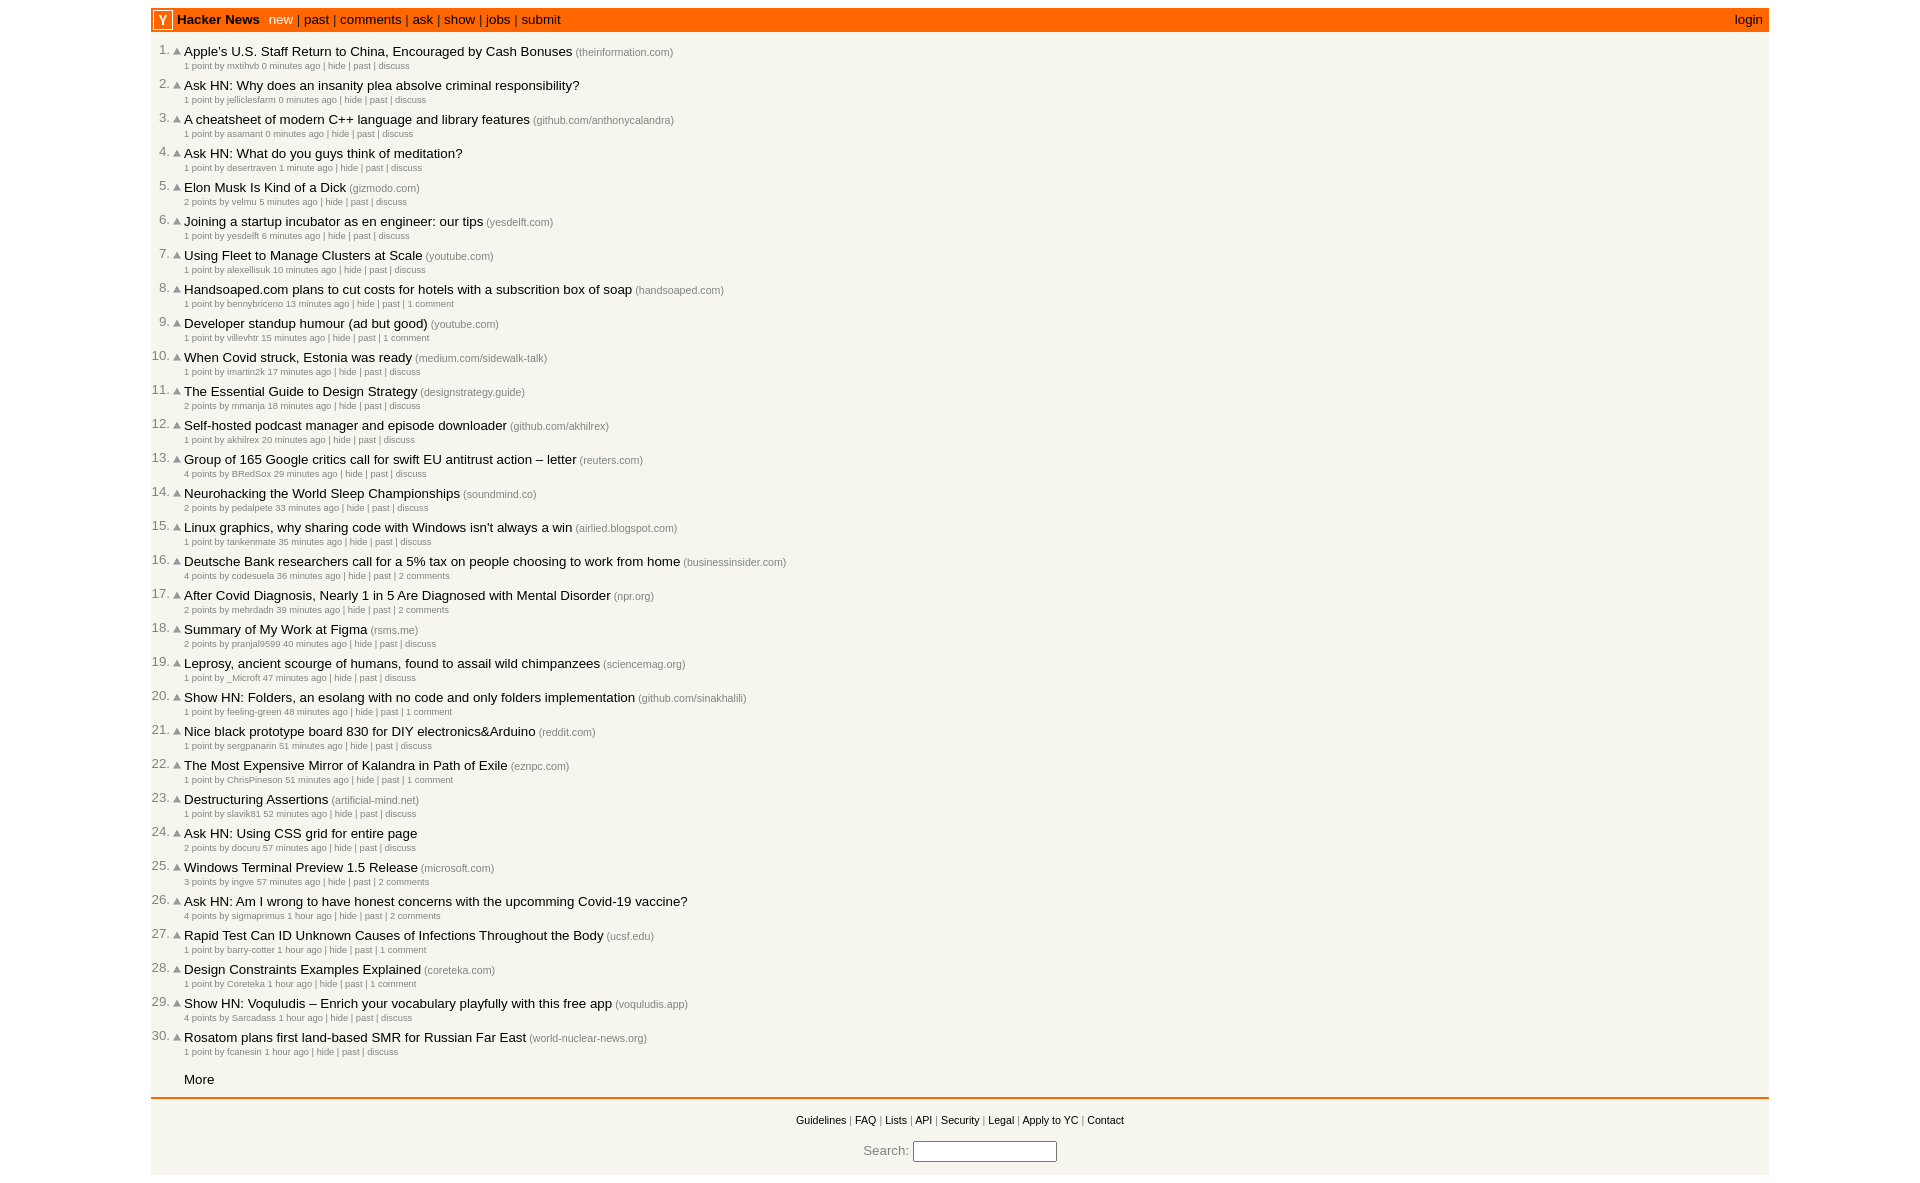 Y Hacker News new | past | comments | ask | show | jobs | submit login
1. Apple's U.S. Staff Return to China, Encouraged by Cash Bonuses (theinformation.com)
1 point by mxtihvb 0 minutes ago | hide | past | discuss
2. Ask HN: Why does an insanity plea absolve criminal responsibility?
1 point by jelliclesfarm 0 minutes ago | hide | past | discuss
3. A cheatsheet of modern C++ language and library features (github.com/anthonycalandra)
1 point by asamant 0 minutes ago | hide | past | discuss
4. Ask HN: What do you guys think of meditation?
1 point by desertraven 1 minute ago | hide | past | discuss
5. Elon Musk Is Kind of a Dick (gizmodo.com)
2 points by velmu 5 minutes ago | hide | past | discuss
6. Joining a startup incubator as en engineer: our tips (yesdelft.com)
1 point by yesdelft 6 minutes ago | hide | past | discuss
7. Using Fleet to Manage Clusters at Scale (youtube.com)
1 point by alexellisuk 10 minutes ago | hide | past | discuss
8. Handsoaped.com plans to cut costs for hotels with a subscrition box of soap (handsoaped.com)
1 point by bennybriceno 13 minutes ago | hide | past | 1 comment
9. Developer standup humour (ad but good) (youtube.com)
1 point by villevhtr 15 minutes ago | hide | past | 1 comment
10. When Covid struck, Estonia was ready (medium.com/sidewalk-talk)
1 point by imartin2k 17 minutes ago | hide | past | discuss
11. The Essential Guide to Design Strategy (designstrategy.guide)
2 points by mmanja 18 minutes ago | hide | past | discuss
12. Self-hosted podcast manager and episode downloader (github.com/akhilrex)
1 point by akhilrex 20 minutes ago | hide | past | discuss
13. Group of 165 Google critics call for swift EU antitrust action – letter (reuters.com)
4 points by BRedSox 29 minutes ago | hide | past | discuss
14. Neurohacking the World Sleep Championships (soundmind.co)
2 points by pedalpete 33 minutes ago | hide | past | discuss
15. Linux graphics, why sharing code with Windows isn't always a win (airlied.blogspot.com)
1 point by tankenmate 35 minutes ago | hide | past | discuss
16. Deutsche Bank researchers call for a 5% tax on people choosing to work from home (businessinsider.com)
4 points by codesuela 36 minutes ago | hide | past | 2 comments
17. After Covid Diagnosis, Nearly 1 in 5 Are Diagnosed with Mental Disorder (npr.org)
2 points by mehrdadn 39 minutes ago | hide | past | 2 comments
18. Summary of My Work at Figma (rsms.me)
2 points by pranjal9599 40 minutes ago | hide | past | discuss
19. Leprosy, ancient scourge of humans, found to assail wild chimpanzees (sciencemag.org)
1 point by _Microft 47 minutes ago | hide | past | discuss
20. Show HN: Folders, an esolang with no code and only folders implementation (github.com/sinakhalili)
1 point by feeling-green 48 minutes ago | hide | past | 1 comment
21. Nice black prototype board 830 for DIY electronics&Arduino (reddit.com)
1 point by sergpanarin 51 minutes ago | hide | past | discuss
22. The Most Expensive Mirror of Kalandra in Path of Exile (eznpc.com)
1 point by ChrisPineson 51 minutes ago | hide | past | 1 comment
23. Destructuring Assertions (artificial-mind.net)
1 point by slavik81 52 minutes ago | hide | past | discuss
24. Ask HN: Using CSS grid for entire page
2 points by docuru 57 minutes ago | hide | past | discuss
25. Windows Terminal Preview 1.5 Release (microsoft.com)
3 points by ingve 57 minutes ago | hide | past | 2 comments
26. Ask HN: Am I wrong to have honest concerns with the upcomming Covid-19 vaccine?
4 points by sigmaprimus 1 hour ago | hide | past | 2 comments
27. Rapid Test Can ID Unknown Causes of Infections Throughout the Body (ucsf.edu)
1 point by barry-cotter 1 hour ago | hide | past | 1 comment
28. Design Constraints Examples Explained (coreteka.com)
1 point by Coreteka 1 hour ago | hide | past | 1 comment
29. Show HN: Voquludis – Enrich your vocabulary playfully with this free app (voquludis.app)
4 points by Sarcadass 1 hour ago | hide | past | discuss
30. Rosatom plans first land-based SMR for Russian Far East (world-nuclear-news.org)
1 point by fcanesin 1 hour ago | hide | past | discuss
More
Guidelines | FAQ | Lists | API | Security | Legal | Apply to YC | Contact
Search: